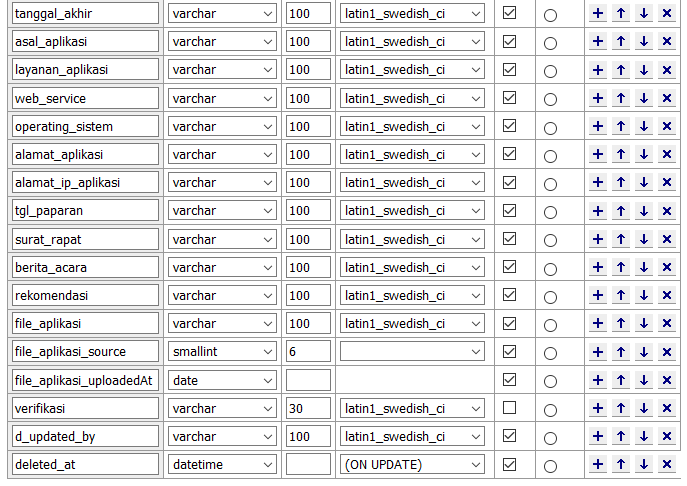 tanggal_akhir varchar 100 latin1_swedish_ci
asal_aplikasi varchar 100 latin1_swedish_ci
layanan_aplikasi varchar 100 latin1_swedish_ci
web_service varchar 100 latin1_swedish_ci
operating_sistem varchar 100 latin1_swedish_ci
alamat_aplikasi varchar 100 latin1_swedish_ci
alamat_ip_aplikasi varchar 100 latin1_swedish_ci
tgl_paparan varchar 100 latin1_swedish_ci
surat_rapat varchar 100 latin1_swedish_ci
berita_acara varchar 100 latin1_swedish_ci
rekomendasi varchar 100 latin1_swedish_ci
file_aplikasi varchar 100 latin1_swedish_ci
file_aplikasi_source smallint 6
file_aplikasi_uploadedAt date
verifikasi varchar 30 latin1_swedish_ci
d_updated_by varchar 100 latin1_swedish_ci
deleted_at datetime (ON UPDATE)